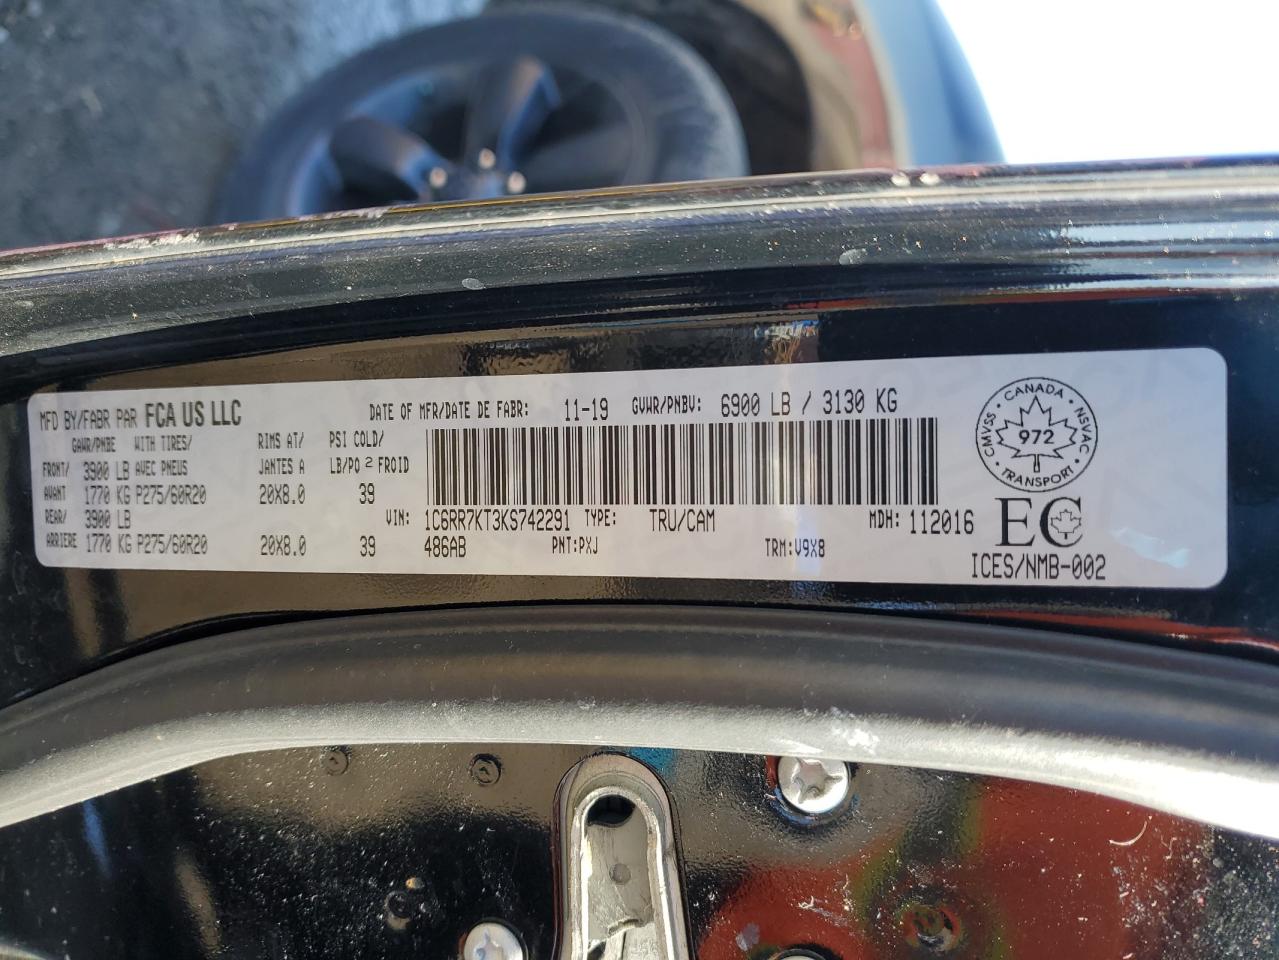 MFD BY/FABR PAR FCA US LLC
DATE OF MFR/DATE DE FABR: 11-19 GVWR/PNBV: 6900 LB / 3130 KG
GAWR/PNBE WITH TIRES/ RIMS AT/ PSI COLD/
FRONT/ 3900 LB AVEC PNEUS JANTES A LB/PO 2 FROID
AVANT 1770 KG P275/60R20 20X8.0 39
REAR/ 3900 LB
ARRIERE 1770 KG P275/60R20 20X8.0 39
VIN: 1C6RR7KT3KS742291 TYPE: TRU/CAM MDH: 112016
486AB PNT:PXJ TRM:V9X8
CANADA
CMVSS · NSVAC
972
TRANSPORT
EC
ICES/NMB-002